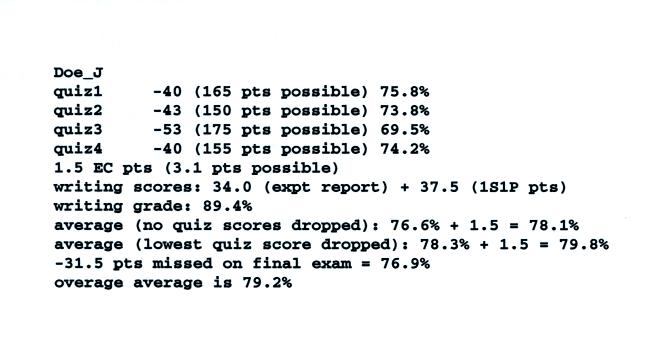 Doe_J
quiz1 -40 (165 pts possible) 75.8%
quiz2 -43 (150 pts possible) 73.8%
quiz3 -53 (175 pts possible) 69.5%
quiz4 -40 (155 pts possible) 74.2%
1.5 EC pts (3.1 pts possible)
writing scores: 34.0 (expt report) + 37.5 (1S1P pts)
writing grade: 89.4%
average (no quiz scores dropped): 76.6% + 1.5 = 78.1%
average (lowest quiz score dropped): 78.3% + 1.5 = 79.8%
-31.5 pts missed on final exam = 76.9%
overage average is 79.2%